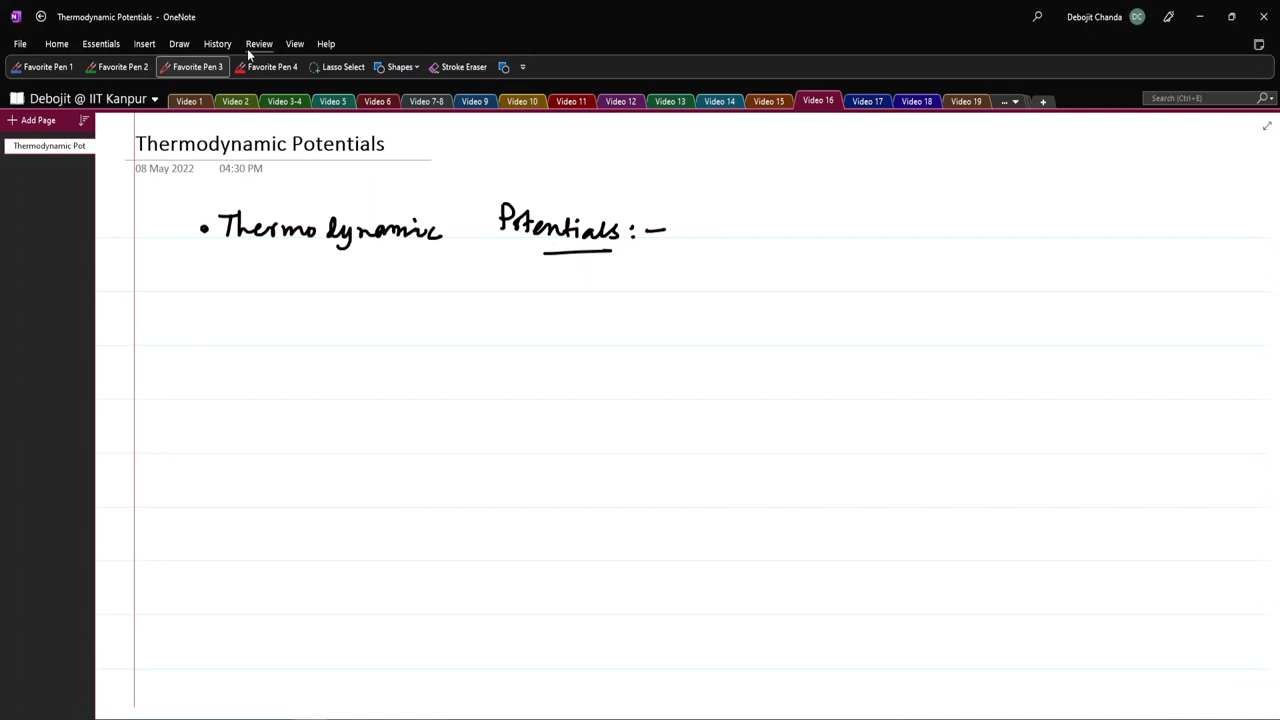 Thermodynamic Potentials - OneNote
Debojit Chanda DC
File Home Essentials Insert Draw History Review View Help
Favorite Pen 1 Favorite Pen 2 Favorite Pen 3 Favorite Pen 4 Lasso Select Shapes Stroke Eraser
Debojit @ IIT Kanpur Video 1 Video 2 Video 3-4 Video 5 Video 6 Video 7-8 Video 9 Video 10 Video 11 Video 12 Video 13 Video 14 Video 15 Video 16 Video 17 Video 18 Video 19 ... + Search (Ctrl+E)
+ Add Page
Thermodynamic Pot
Thermodynamic Potentials
08 May 2022 04:30 PM
• Thermodynamic Potentials :-